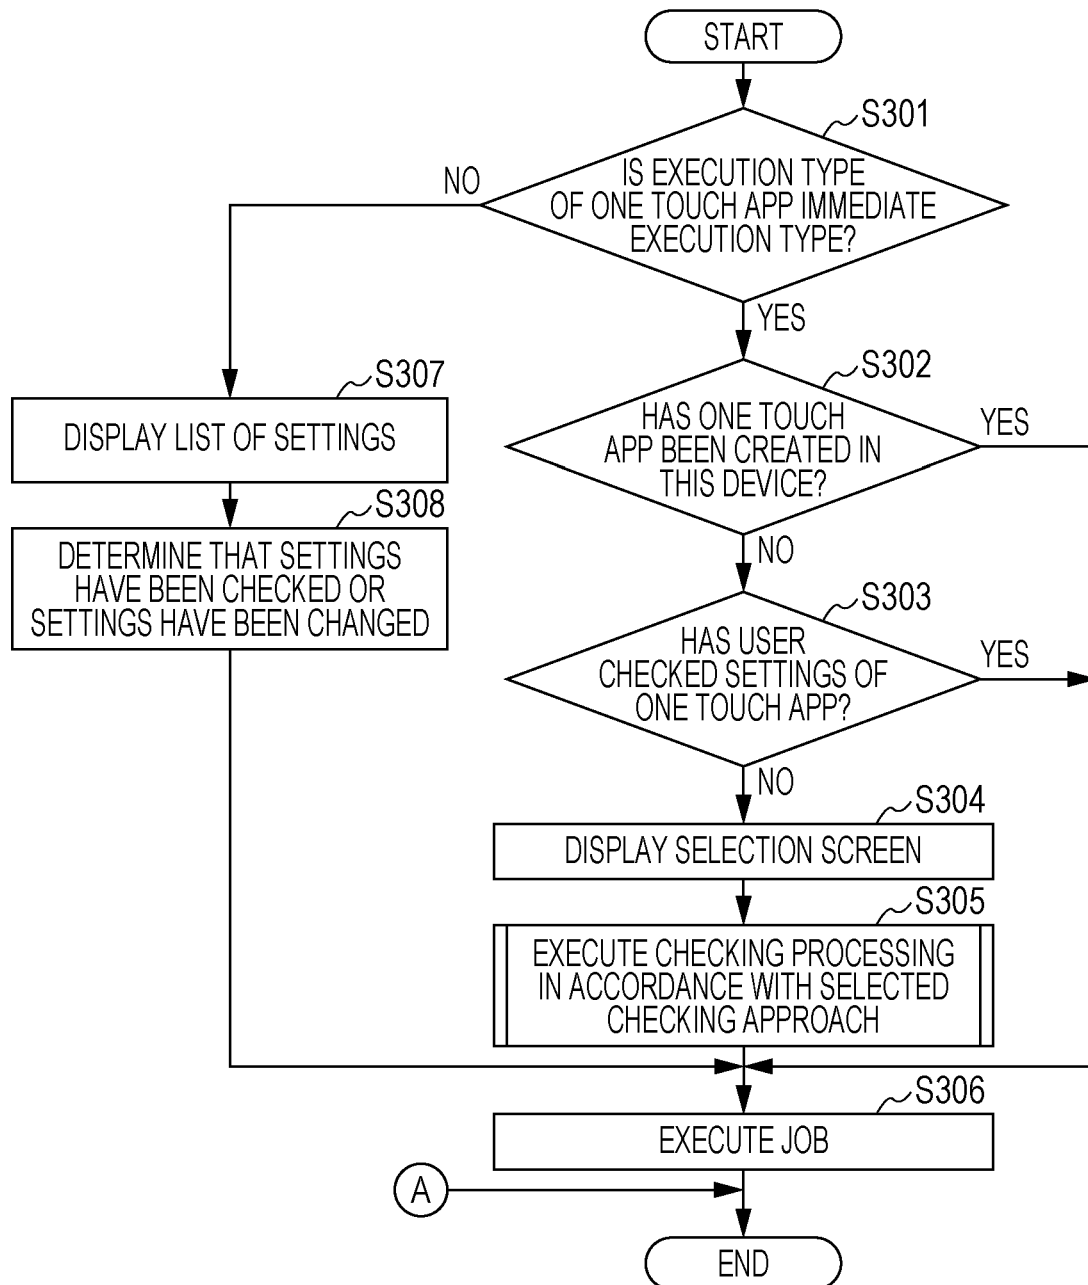 START
S301
IS EXECUTION TYPE
OF ONE TOUCH APP IMMEDIATE
EXECUTION TYPE?
NO
YES
S302
HAS ONE TOUCH
APP BEEN CREATED IN
THIS DEVICE?
YES
NO
S307
DISPLAY LIST OF SETTINGS
S308
DETERMINE THAT SETTINGS
HAVE BEEN CHECKED OR
SETTINGS HAVE BEEN CHANGED
S303
HAS USER
CHECKED SETTINGS OF
ONE TOUCH APP?
YES
NO
S304
DISPLAY SELECTION SCREEN
S305
EXECUTE CHECKING PROCESSING
IN ACCORDANCE WITH SELECTED
CHECKING APPROACH
S306
EXECUTE JOB
A
END